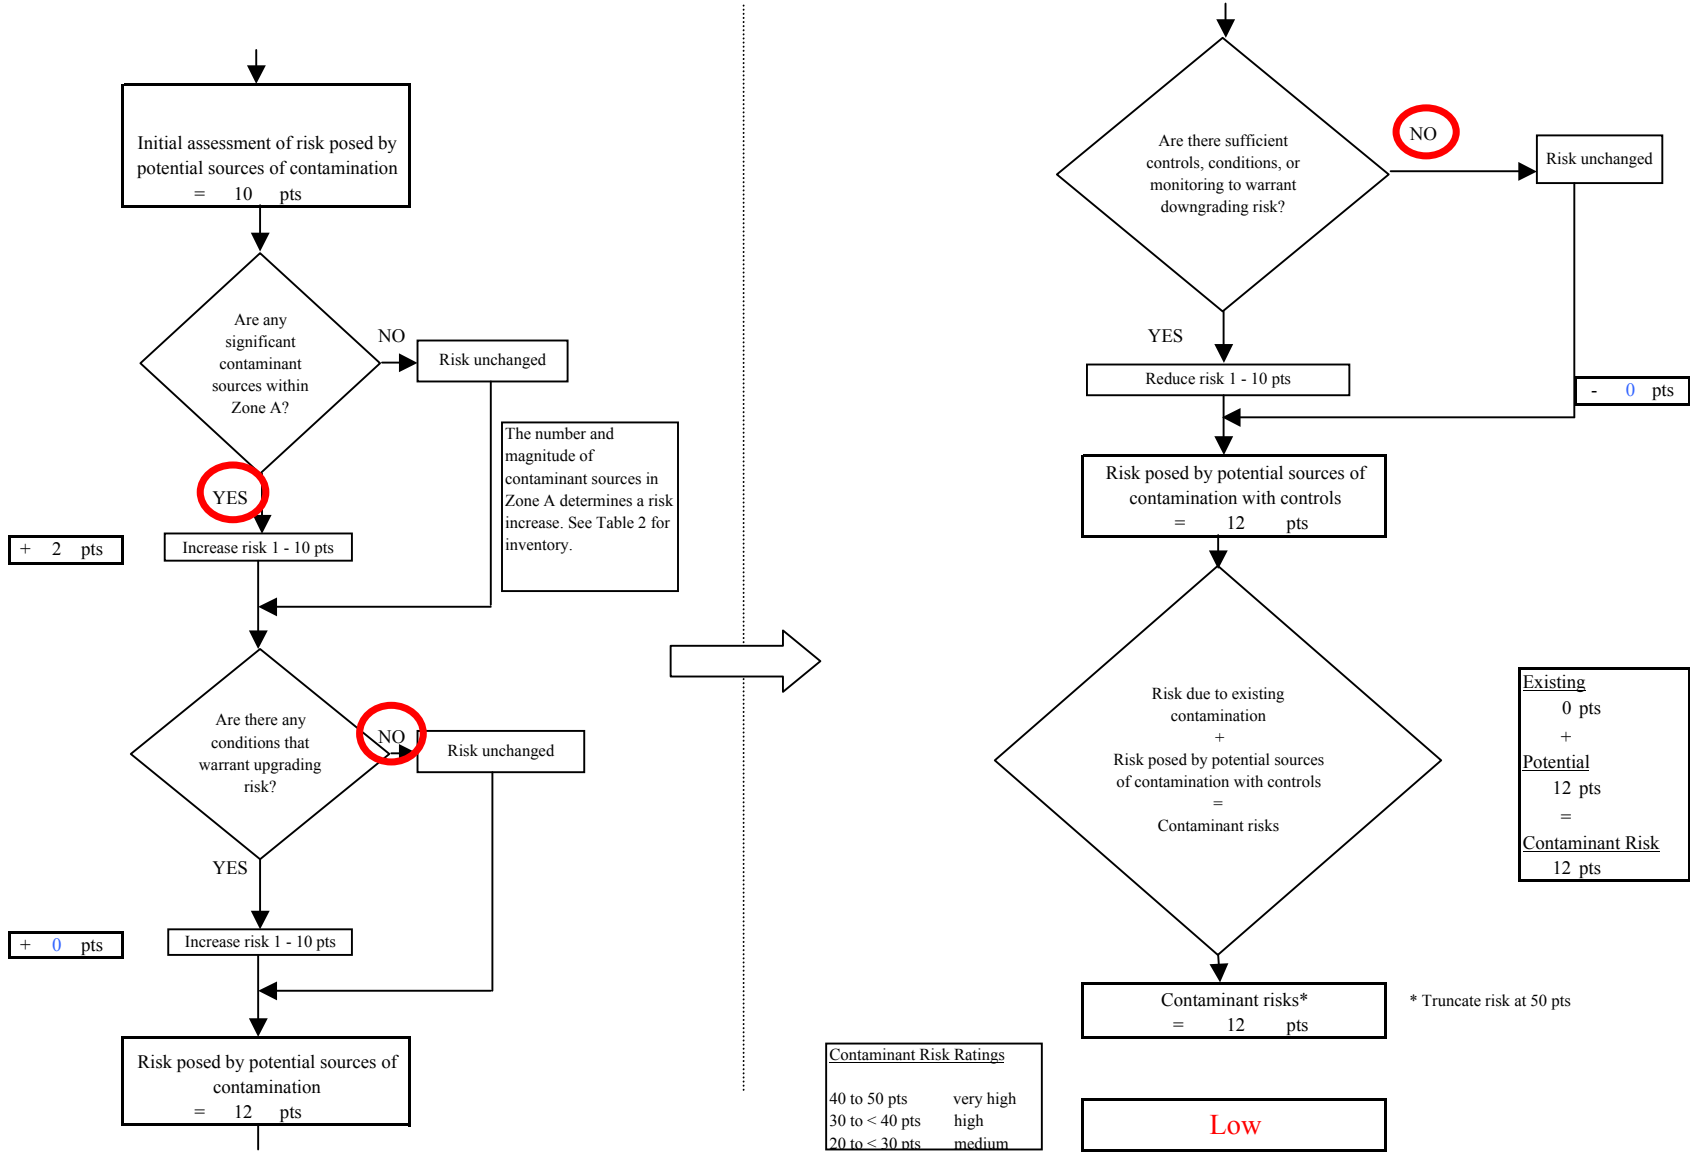 Initial assessment of risk posed by
potential sources of contamination
= 10 pts
Are any
significant
contaminant
sources within
Zone A?
NO
Risk unchanged
The number and
magnitude of
contaminant sources in
Zone A determines a risk
increase. See Table 2 for
inventory.
YES
+ 2 pts
Increase risk 1 - 10 pts
Are there any
conditions that
warrant upgrading
risk?
NO
Risk unchanged
YES
+ 0 pts
Increase risk 1 - 10 pts
Risk posed by potential sources of
contamination
= 12 pts
Are there sufficient
controls, conditions, or
monitoring to warrant
downgrading risk?
NO
Risk unchanged
YES
Reduce risk 1 - 10 pts
- 0 pts
Risk posed by potential sources of
contamination with controls
= 12 pts
Risk due to existing
contamination
+
Risk posed by potential sources
of contamination with controls
=
Contaminant risks
Existing
0 pts
+
Potential
12 pts
=
Contaminant Risk
12 pts
Contaminant risks*
= 12 pts
* Truncate risk at 50 pts
Contaminant Risk Ratings
40 to 50 pts very high
30 to < 40 pts high
20 to < 30 pts medium
Low